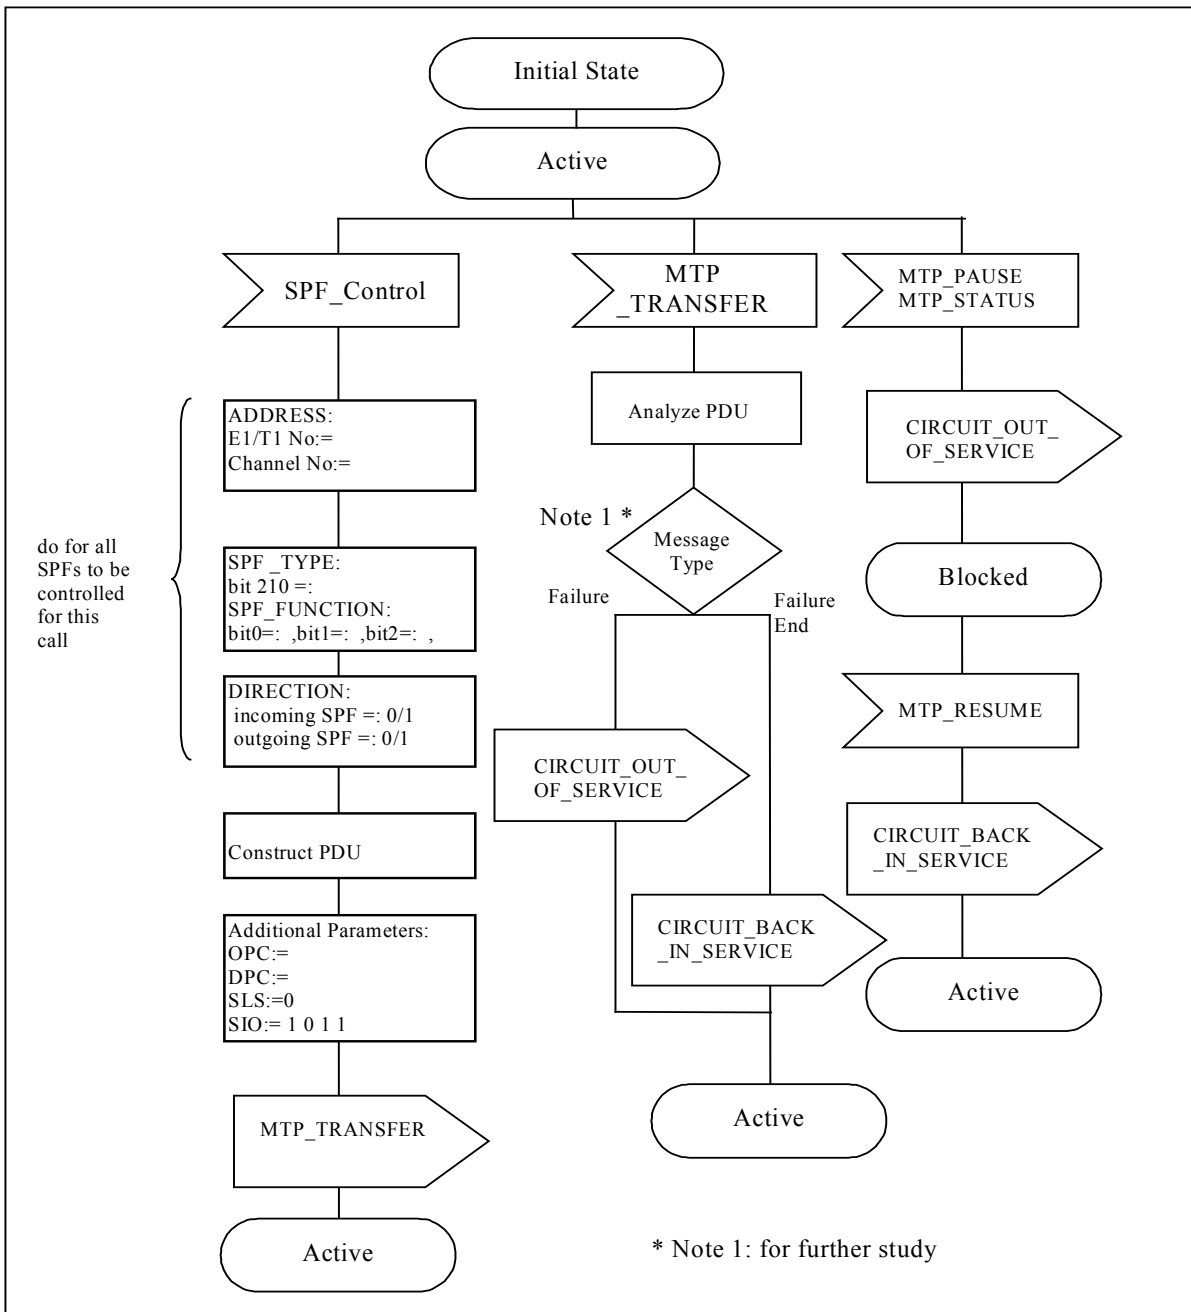 Initial State
Active
SPF_Control
MTP
_TRANSFER
MTP_PAUSE
MTP_STATUS
ADDRESS:
E1/T1 No:=
Channel No:=
do for all
SPFs to be
controlled
for this
call
SPF _TYPE:
bit 210 =:
SPF_FUNCTION:
bit0=:  ,bit1=:  ,bit2=:  ,
DIRECTION:
incoming SPF =: 0/1
outgoing SPF =: 0/1
Construct PDU
Additional Parameters:
OPC:=
DPC:=
SLS:=0
SIO:= 1 0 1 1
MTP_TRANSFER
Active
Analyze PDU
Note 1 *
Message
Type
Failure
Failure
End
CIRCUIT_OUT_
OF_SERVICE
CIRCUIT_BACK
_IN_SERVICE
Active
CIRCUIT_OUT_
OF_SERVICE
Blocked
MTP_RESUME
CIRCUIT_BACK
_IN_SERVICE
Active
* Note 1: for further study